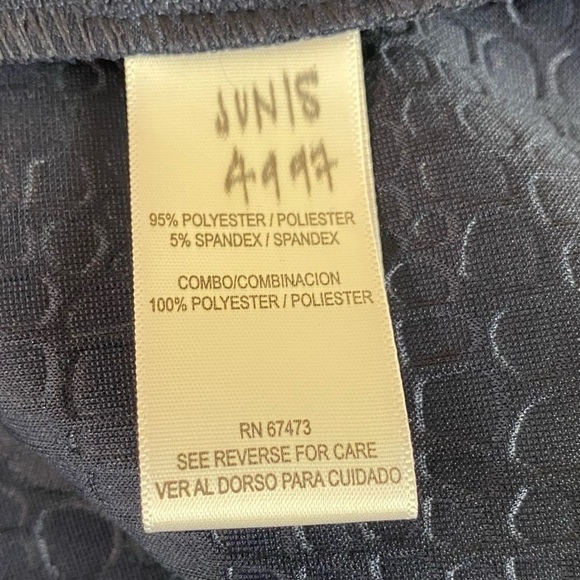 JUN18
4997
95% POLYESTER / POLIESTER
5% SPANDEX / SPANDEX
COMBO/COMBINACION
100% POLYESTER / POLIESTER
RN 67473
SEE REVERSE FOR CARE
VER AL DORSO PARA CUIDADO